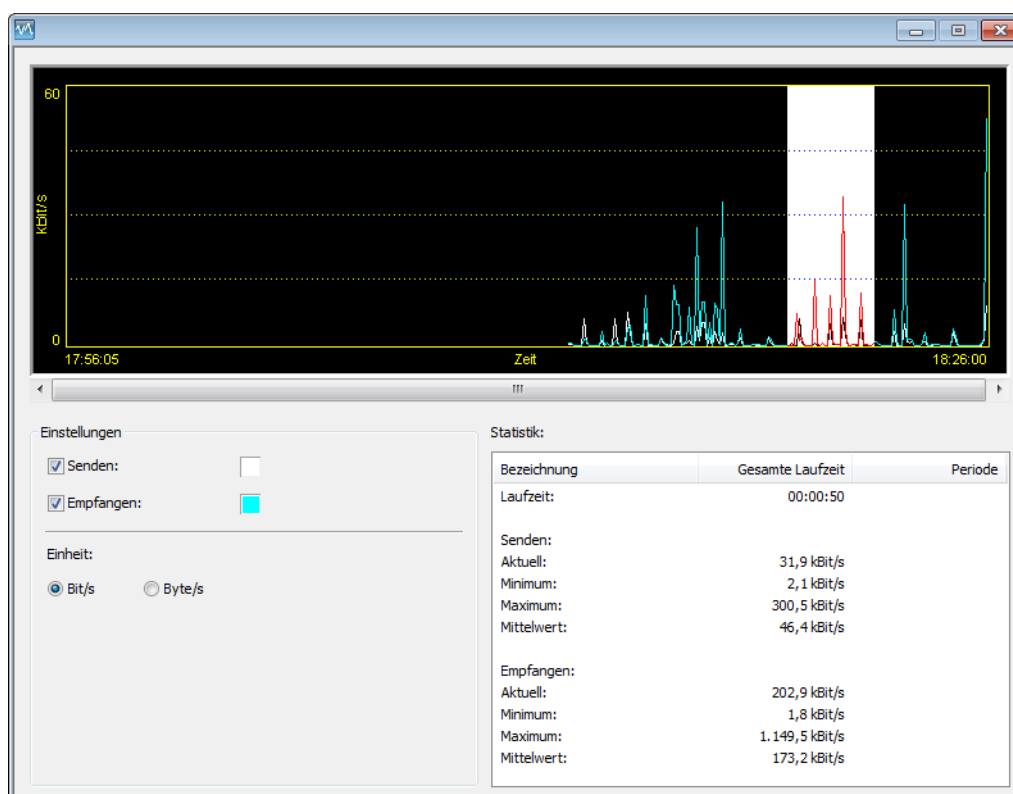 60
kBit/s
0
17:56:05 Zeit 18:26:00
Einstellungen
Senden:
Empfangen:
Einheit:
Bit/s Byte/s
Statistik:
Bezeichnung Gesamte Laufzeit Periode
Laufzeit: 00:00:50
Senden:
Aktuell: 31,9 kBit/s
Minimum: 2,1 kBit/s
Maximum: 300,5 kBit/s
Mittelwert: 46,4 kBit/s
Empfangen:
Aktuell: 202,9 kBit/s
Minimum: 1,8 kBit/s
Maximum: 1.149,5 kBit/s
Mittelwert: 173,2 kBit/s